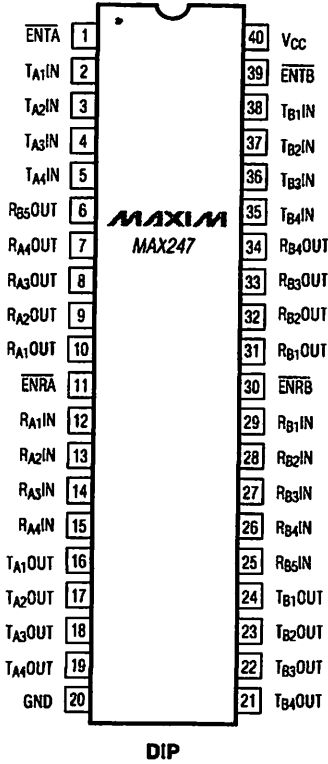 ENTA 1 40 VCC
TA1IN 2 39 ENTB
TA2IN 3 38 TB1IN
TA3IN 4 37 TB2IN
TA4IN 5 36 TB3IN
RB5OUT 6 35 TB4IN
MAXIM
RA4OUT 7 34 RB4OUT
MAX247
RA3OUT 8 33 RB3OUT
RA2OUT 9 32 RB2OUT
RA1OUT 10 31 RB1OUT
ENRA 11 30 ENRB
RA1IN 12 29 RB1IN
RA2IN 13 28 RB2IN
RA3IN 14 27 RB3IN
RA4IN 15 26 RB4IN
TA1OUT 16 25 RB5IN
TA2OUT 17 24 TB1OUT
TA3OUT 18 23 TB2OUT
TA4OUT 19 22 TB3OUT
GND 20 21 TB4OUT
DIP